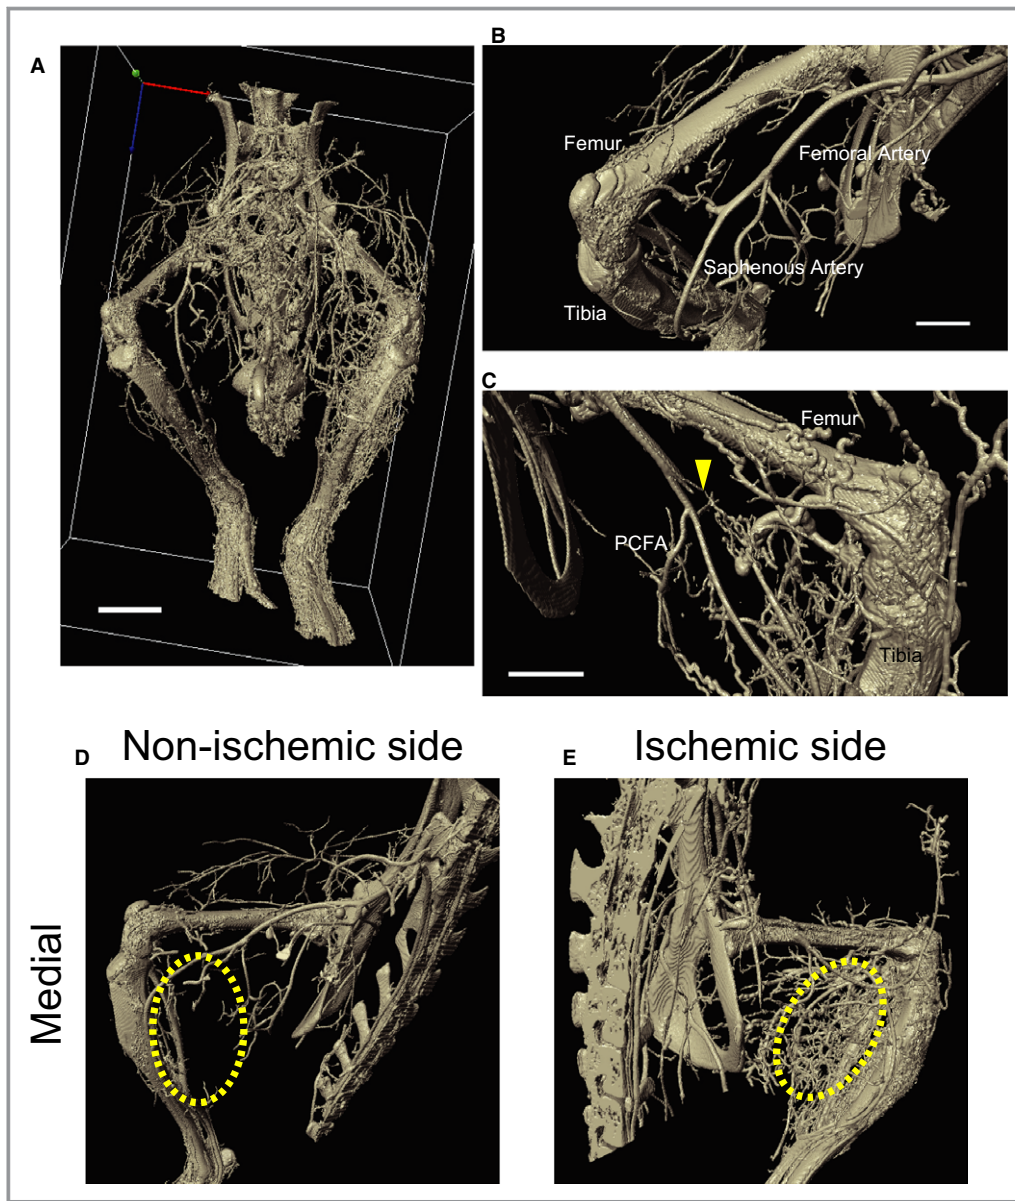 A
B
Femur
Femoral Artery
Saphenous Artery
Tibia
C
Femur
PCFA
Tibia
Non-ischemic side
Ischemic side
D
E
Medial